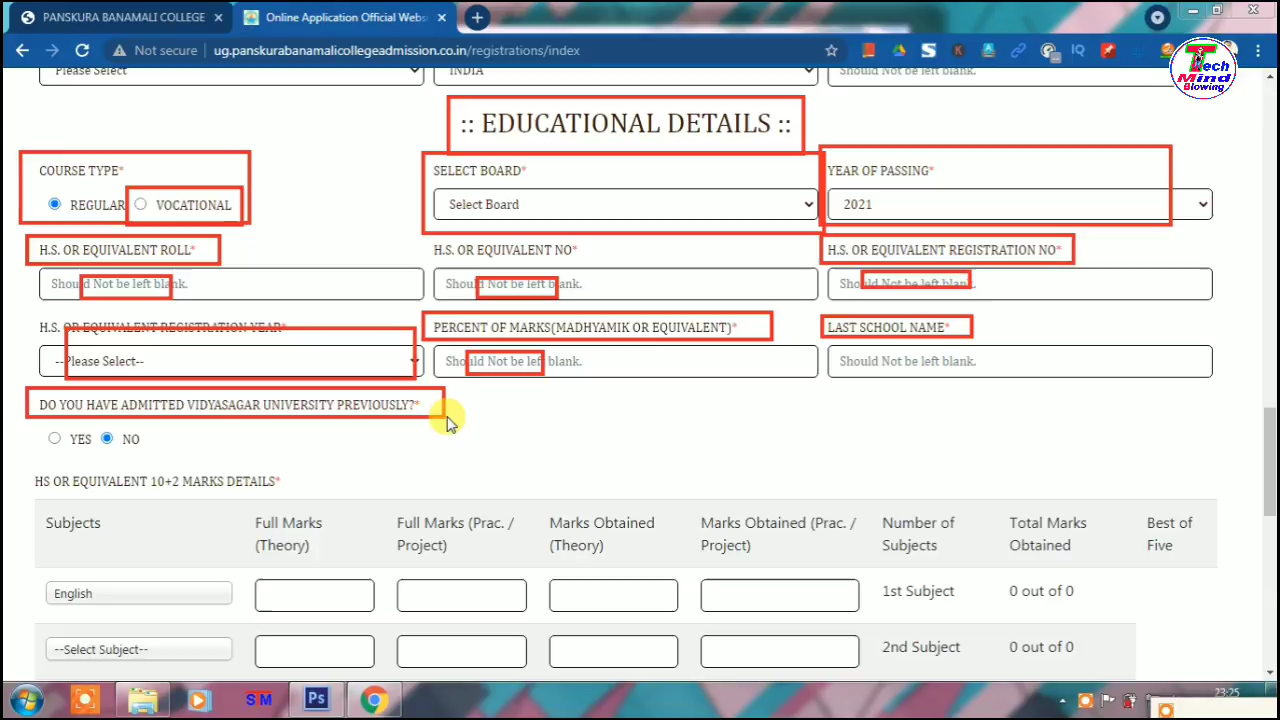 PANSKURA BANAMALI COLLEGE
Online Application Official Webs
Not secure
ug.panskurabanamalicollegeadmission.co.in/registrations/index
Tech
Mind
Blowing
Please Select
INDIA
Should Not be left blank.
:: EDUCATIONAL DETAILS ::
COURSE TYPE*
SELECT BOARD*
YEAR OF PASSING*
REGULAR
VOCATIONAL
Select Board
2021
H.S. OR EQUIVALENT ROLL*
H.S. OR EQUIVALENT NO*
H.S. OR EQUIVALENT REGISTRATION NO*
Should Not be left blank.
Should Not be left blank.
Should Not be left blank.
H.S. OR EQUIVALENT REGISTRATION YEAR*
PERCENT OF MARKS(MADHYAMIK OR EQUIVALENT)*
LAST SCHOOL NAME*
--Please Select--
Should Not be left blank.
Should Not be left blank.
DO YOU HAVE ADMITTED VIDYASAGAR UNIVERSITY PREVIOUSLY?*
YES
NO
HS OR EQUIVALENT 10+2 MARKS DETAILS*
Subjects
Full Marks
(Theory)
Full Marks (Prac. /
Project)
Marks Obtained
(Theory)
Marks Obtained (Prac. /
Project)
Number of
Subjects
Total Marks
Obtained
Best of
Five
English
1st Subject
0 out of 0
--Select Subject--
2nd Subject
0 out of 0
SM
Ps
23:25